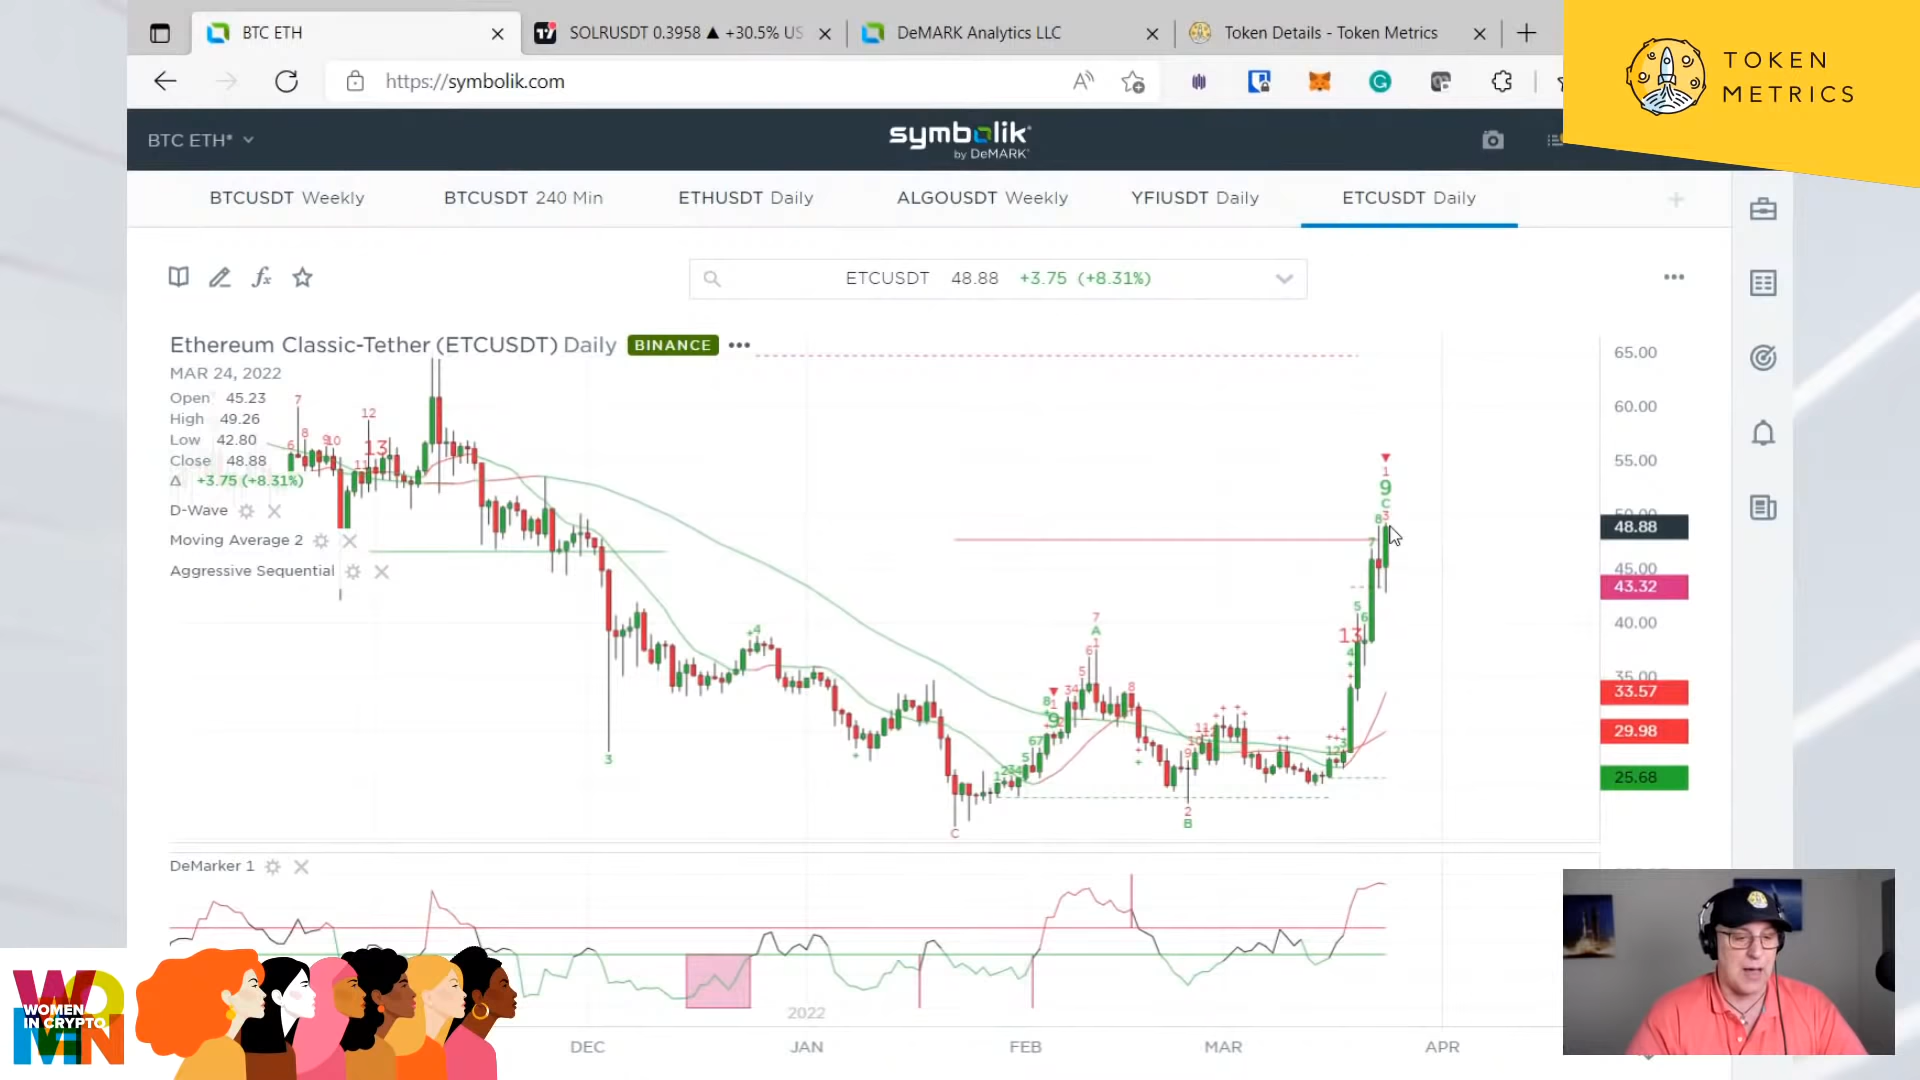 BTC ETH
SOLRUSDT 0.3958 ▲ +30.5% US
DeMARK Analytics LLC
Token Details - Token Metrics
https://symbolik.com
TOKEN
METRICS
BTC ETH*
symbolik
by DeMARK
BTCUSDT Weekly
BTCUSDT 240 Min
ETHUSDT Daily
ALGOUSDT Weekly
YFIUSDT Daily
ETCUSDT Daily
ETCUSDT 48.88 +3.75 (+8.31%)
Ethereum Classic-Tether (ETCUSDT) Daily BINANCE
MAR 24, 2022
Open 45.23
High 49.26
Low 42.80
Close 48.88
Δ +3.75 (+8.31%)
D-Wave
Moving Average 2
Aggressive Sequential
65.00
60.00
55.00
50.00
48.88
45.00
43.32
40.00
35.00
33.57
29.98
25.68
DeMarker 1
2022
DEC
JAN
FEB
MAR
APR
WOMEN
IN CRYPTO